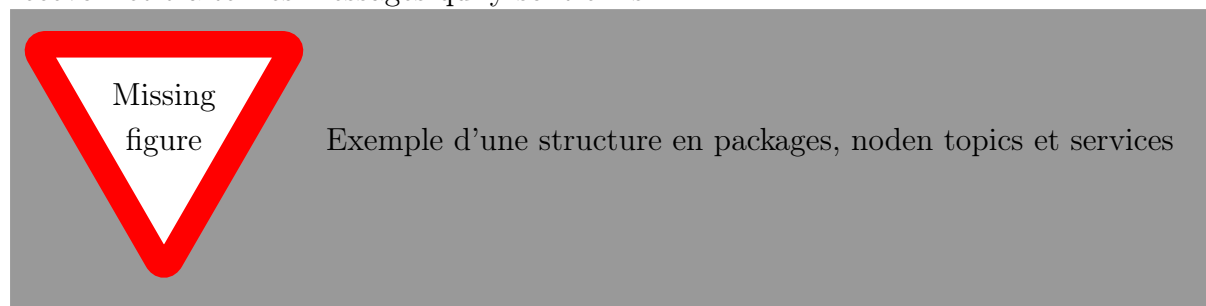 Missing
figure
Exemple d'une structure en packages, noden topics et services